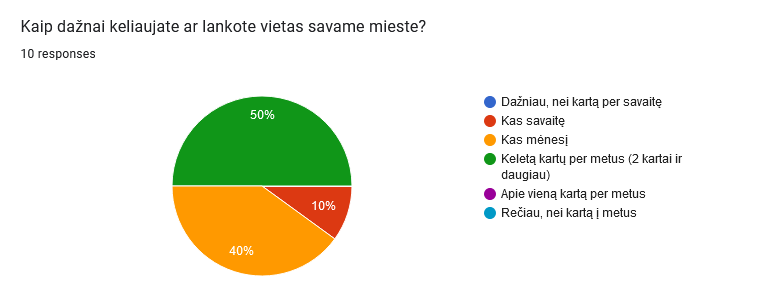 Kaip dažnai keliaujate ar lankote vietas savame mieste?
10 responses
50%
10%
40%
Dažniau, nei kartą per savaitę
Kas savaitę
Kas mėnesį
Keletą kartų per metus (2 kartai ir
daugiau)
Apie vieną kartą per metus
Rečiau, nei kartą į metus